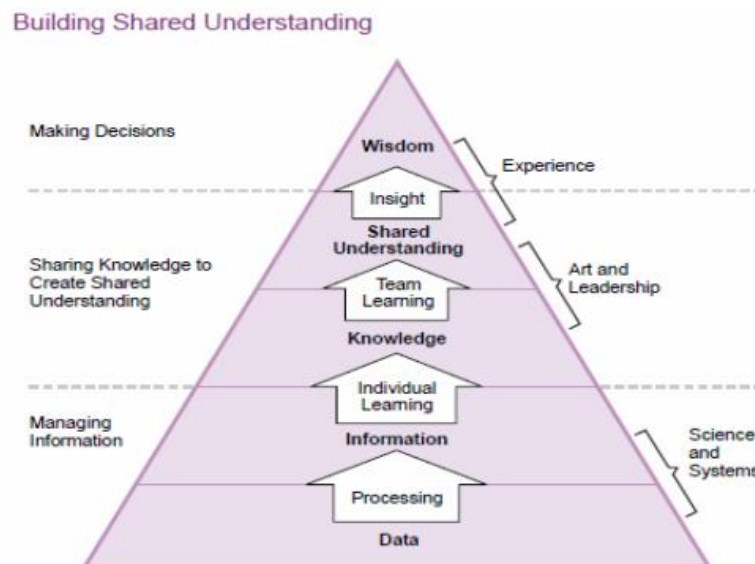 Building Shared Understanding
Making Decisions
Wisdom
Experience
Insight
Shared
Understanding
Sharing Knowledge to
Create Shared
Understanding
Art and
Leadership
Team
Learning
Knowledge
Individual
Learning
Managing
Information
Information
Science
and
Systems
Processing
Data